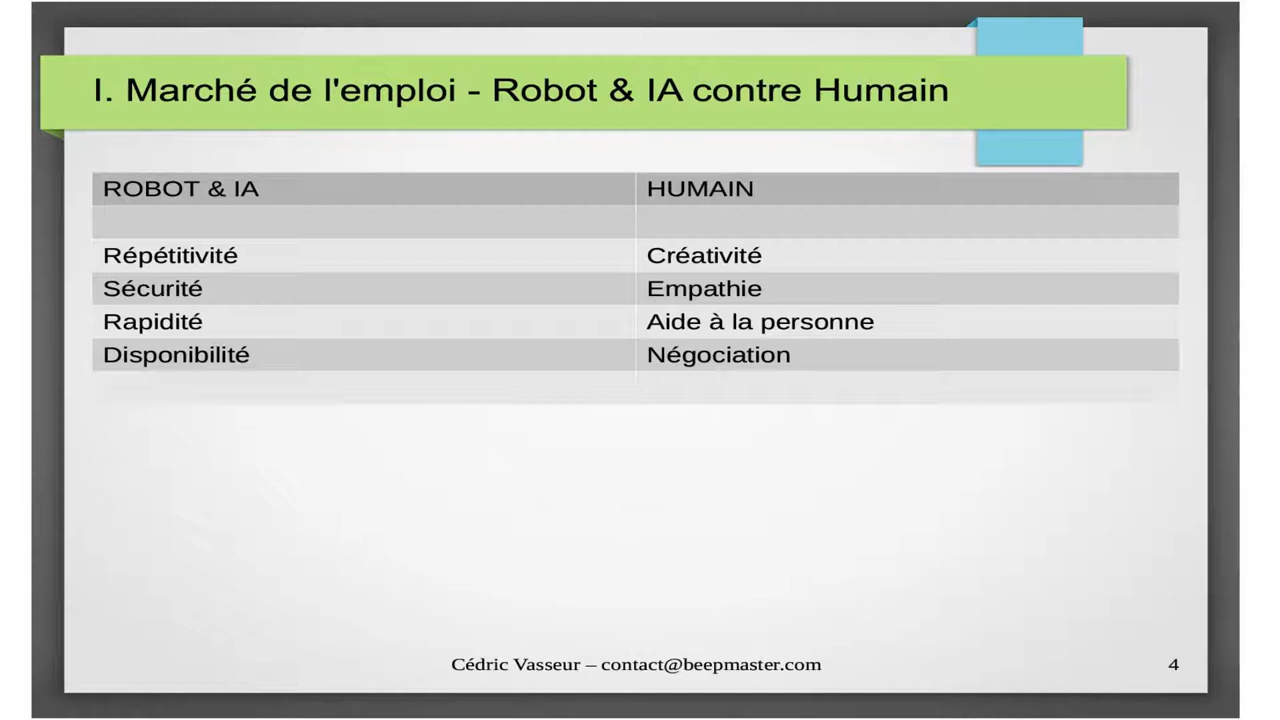 I. Marché de l'emploi - Robot & IA contre Humain
ROBOT & IA HUMAIN
Répétitivité Créativité
Sécurité Empathie
Rapidité Aide à la personne
Disponibilité Négociation
Cédric Vasseur – contact@beepmaster.com 4